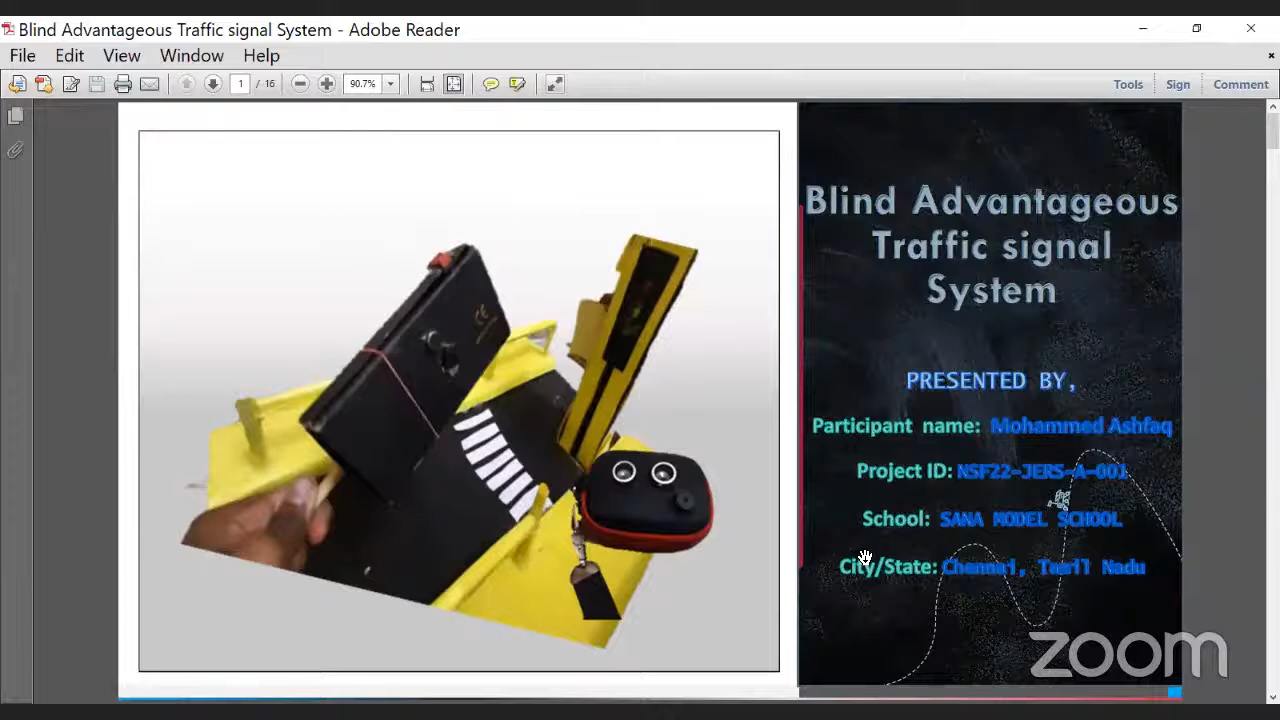 Blind Advantageous Traffic signal System - Adobe Reader
File Edit View Window Help
1 / 16 90.7% Tools Sign Comment
Blind Advantageous
Traffic signal
System
PRESENTED BY,
Participant name: Mohammed Ashfaq
Project ID: NSF22-JERS-A-001
School: SANA MODEL SCHOOL
City/State: Chennai, Tamil Nadu
CE
zoom